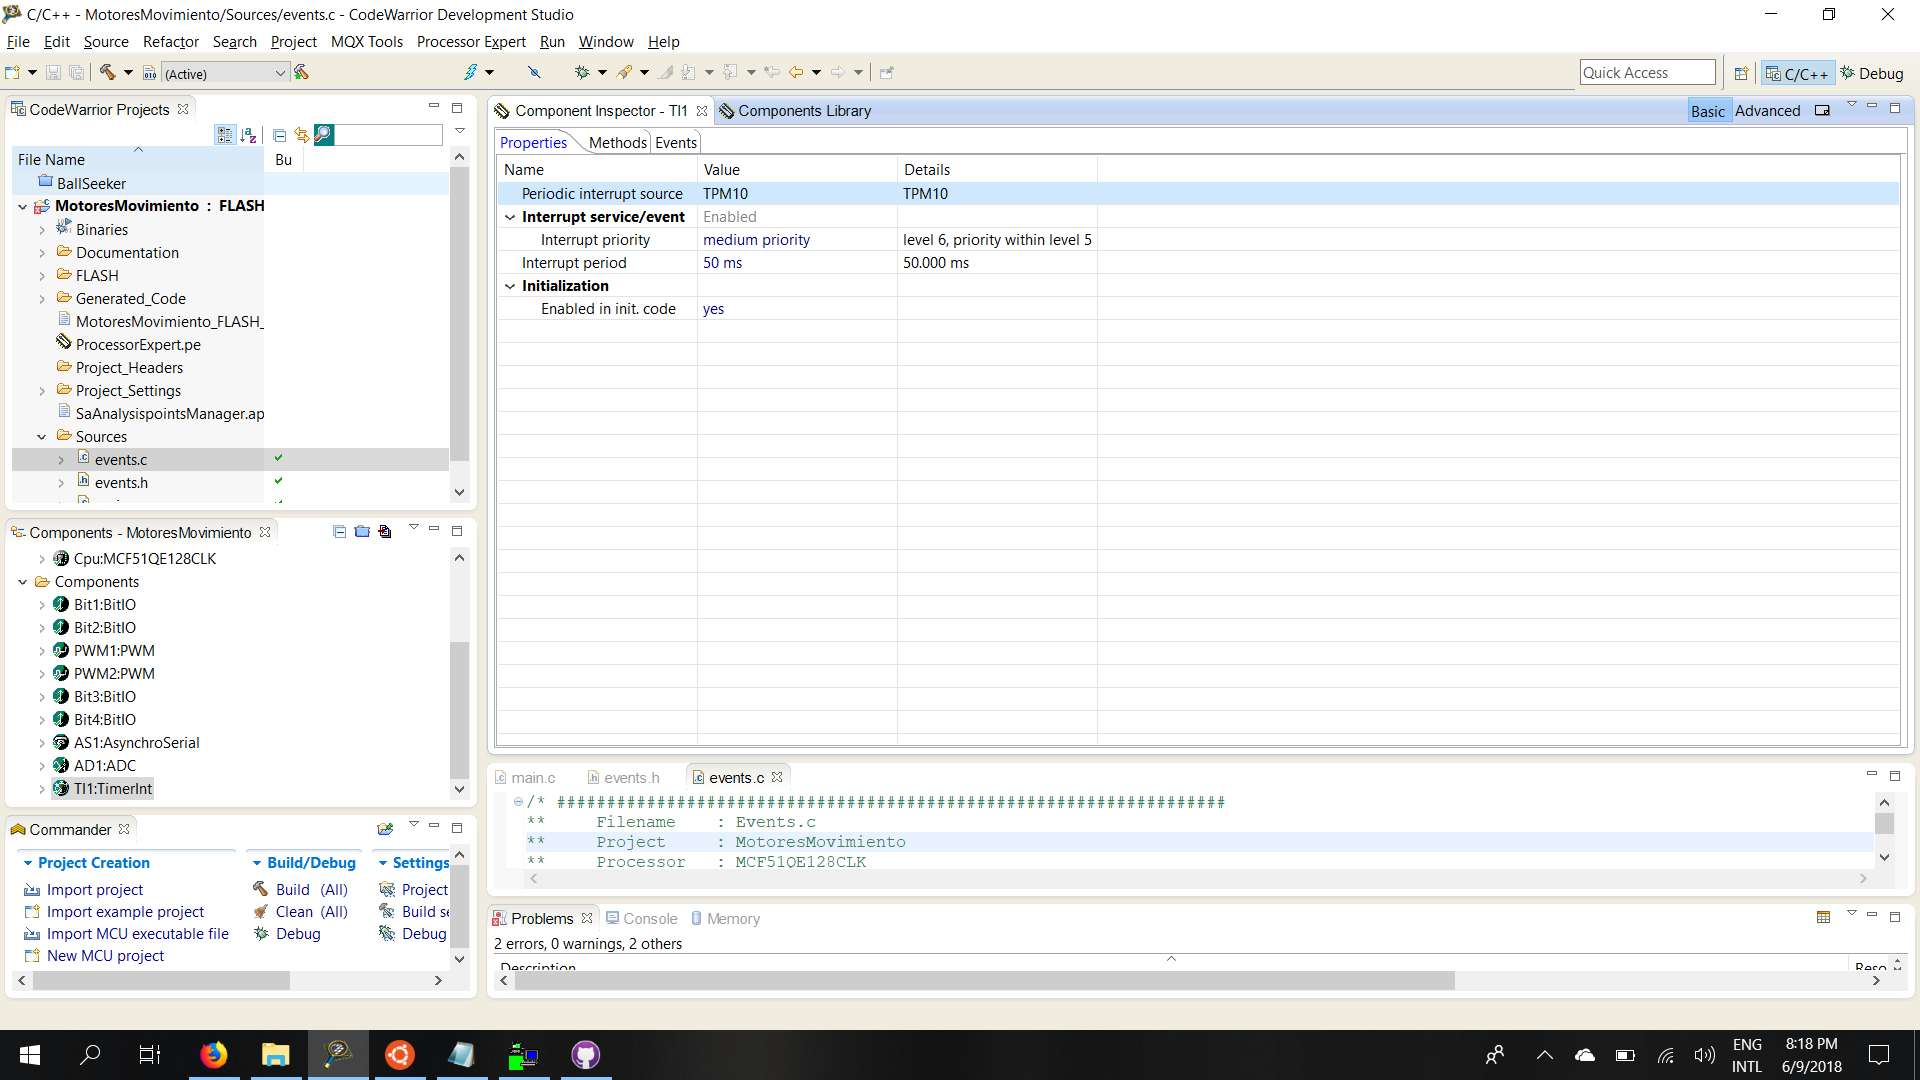 C/C++ - MotoresMovimiento/Sources/events.c - CodeWarrior Development Studio
File Edit Source Refactor Search Project MQX Tools Processor Expert Run Window Help
(Active)
Quick Access
C/C++
Debug
CodeWarrior Projects
File Name
Bu
BallSeeker
MotoresMovimiento : FLASH
Binaries
Documentation
FLASH
Generated_Code
MotoresMovimiento_FLASH_
ProcessorExpert.pe
Project_Headers
Project_Settings
SaAnalysispointsManager.ap
Sources
events.c
events.h
Components - MotoresMovimiento
Cpu:MCF51QE128CLK
Components
Bit1:BitIO
Bit2:BitIO
PWM1:PWM
PWM2:PWM
Bit3:BitIO
Bit4:BitIO
AS1:AsynchroSerial
AD1:ADC
TI1:TimerInt
Commander
Project Creation
Import project
Import example project
Import MCU executable file
New MCU project
Build/Debug
Build (All)
Clean (All)
Debug
Settings
Project
Build se
Debug
Component Inspector - TI1
Components Library
Basic
Advanced
Properties Methods Events
Name Value Details
Periodic interrupt source TPM10 TPM10
Interrupt service/event Enabled
Interrupt priority medium priority level 6, priority within level 5
Interrupt period 50 ms 50.000 ms
Initialization
Enabled in init. code yes
main.c events.h events.c
/* ###################################################################
** Filename : Events.c
** Project : MotoresMovimiento
** Processor : MCF51QE128CLK
Problems Console Memory
2 errors, 0 warnings, 2 others
Description
Reso
ENG
INTL
8:18 PM
6/9/2018